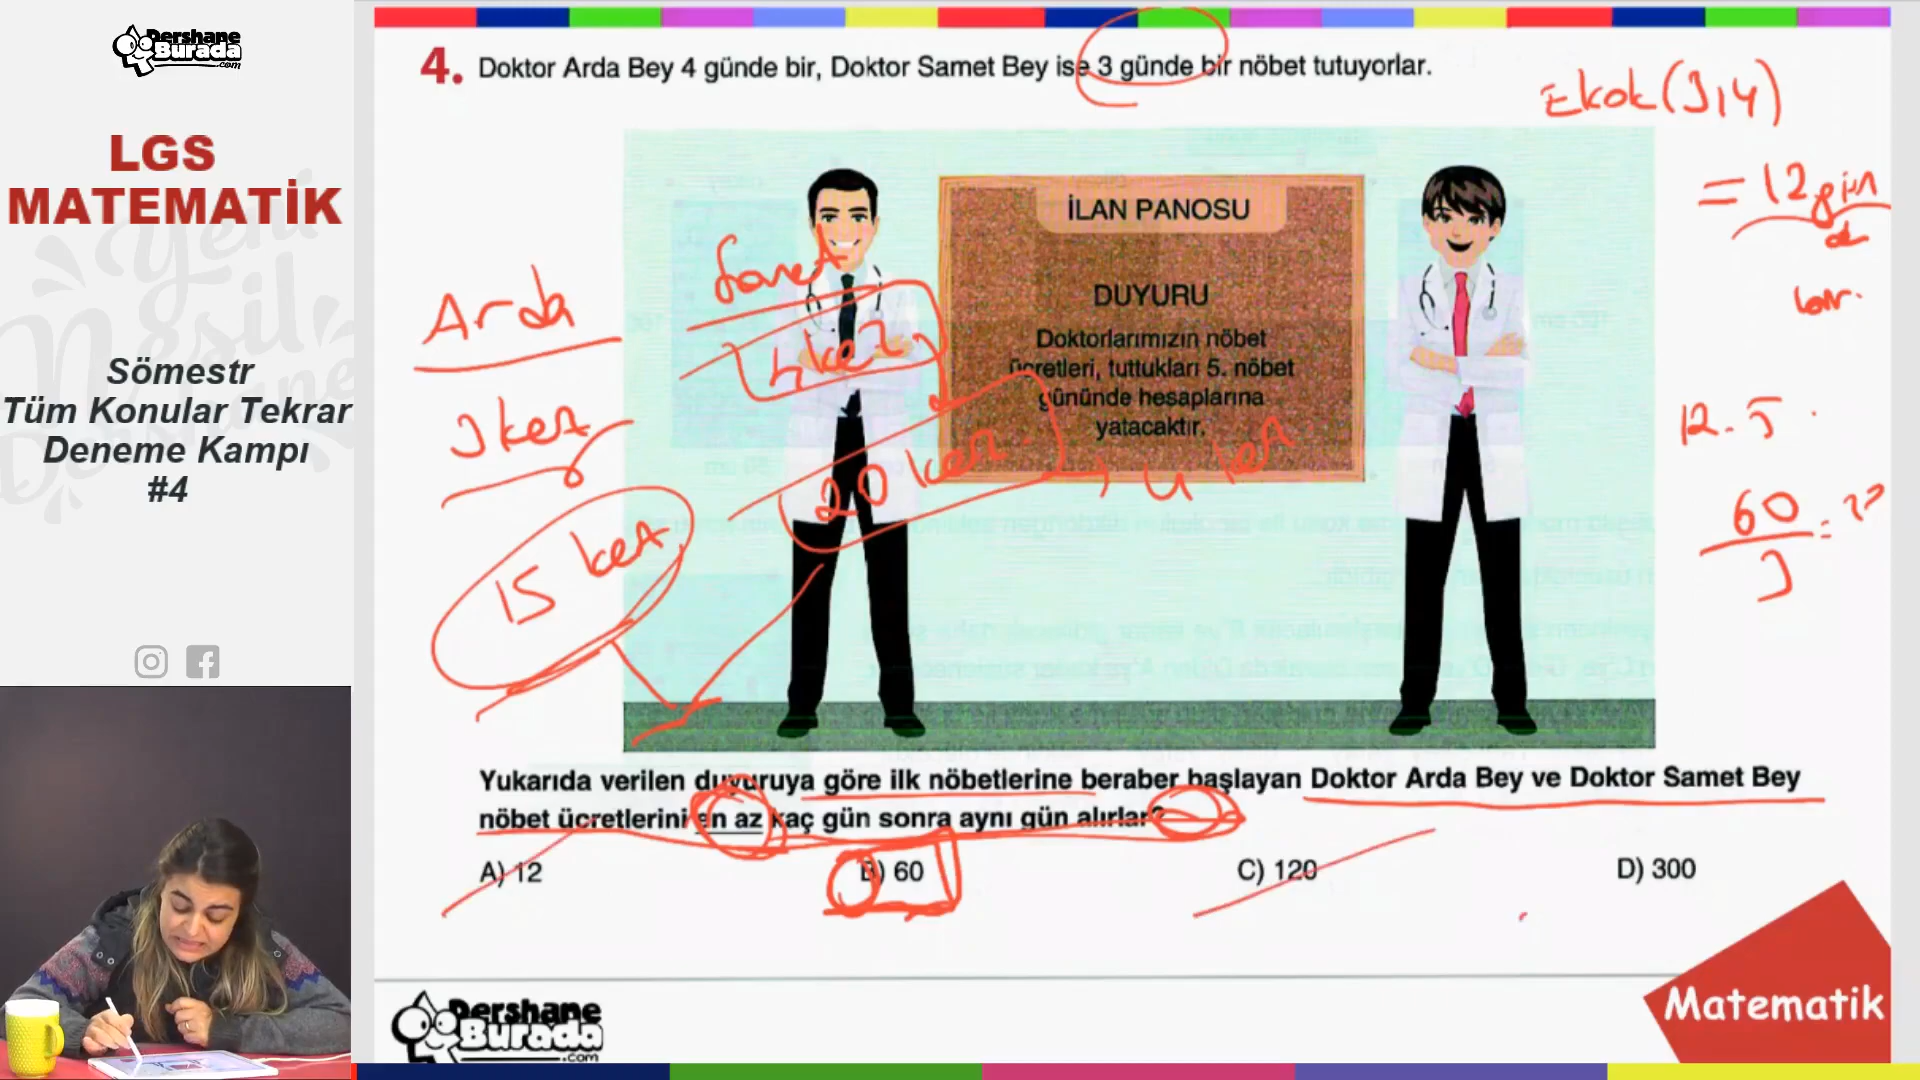 Dershane
Burada
.com
LGS
MATEMATİK
Sömestr
Tüm Konular Tekrar
Deneme Kampı
#4
4. Doktor Arda Bey 4 günde bir, Doktor Samet Bey ise 3 günde bir nöbet tutuyorlar.
Ekok(3,4)
= 12 gün
İLAN PANOSU
DUYURU
Doktorlarımızın nöbet
ücretleri, tuttukları 5. nöbet
gününde hesaplarına
yatacaktır.
Arda
Samet
3 kez
4 kez
15 kez
20 kez
4 kez
12.5
60
3
Yukarıda verilen duyuruya göre ilk nöbetlerine beraber başlayan Doktor Arda Bey ve Doktor Samet Bey
nöbet ücretlerini en az kaç gün sonra aynı gün alırlar?
A) 12 B) 60 C) 120 D) 300
Matematik
Dershane
Burada
.com